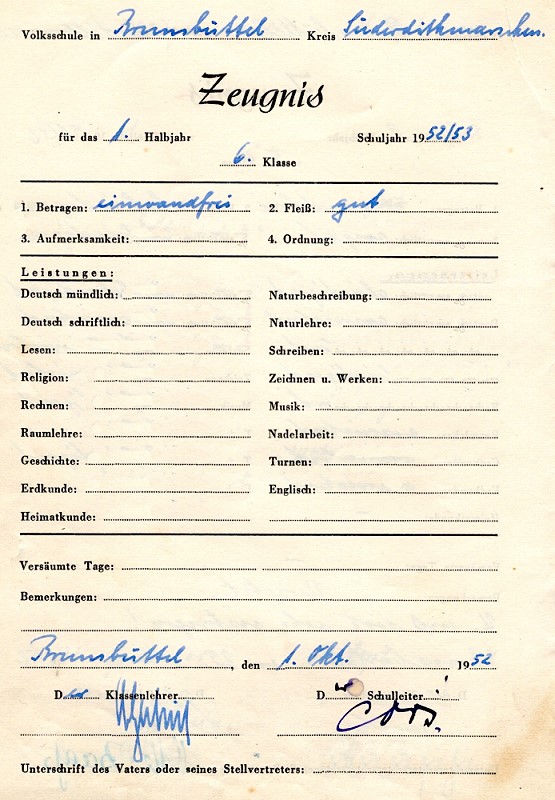 Volksschule in Brunsbüttel Kreis Süderdithmarschen.
Zeugnis
für das 1. Halbjahr Schuljahr 1952/53
6. Klasse
1. Betragen: einwandfrei 2. Fleiß: gut
3. Aufmerksamkeit: 4. Ordnung:
Leistungen:
Deutsch mündlich: Naturbeschreibung:
Deutsch schriftlich: Naturlehre:
Lesen: Schreiben:
Religion: Zeichnen u. Werken:
Rechnen: Musik:
Raumlehre: Nadelarbeit:
Geschichte: Turnen:
Erdkunde: Englisch:
Heimatkunde:
Versäumte Tage:
Bemerkungen:
Brunsbüttel, den 1. Okt. 1952
Der Klassenlehrer Der Schulleiter
Unterschrift des Vaters oder seines Stellvertreters: